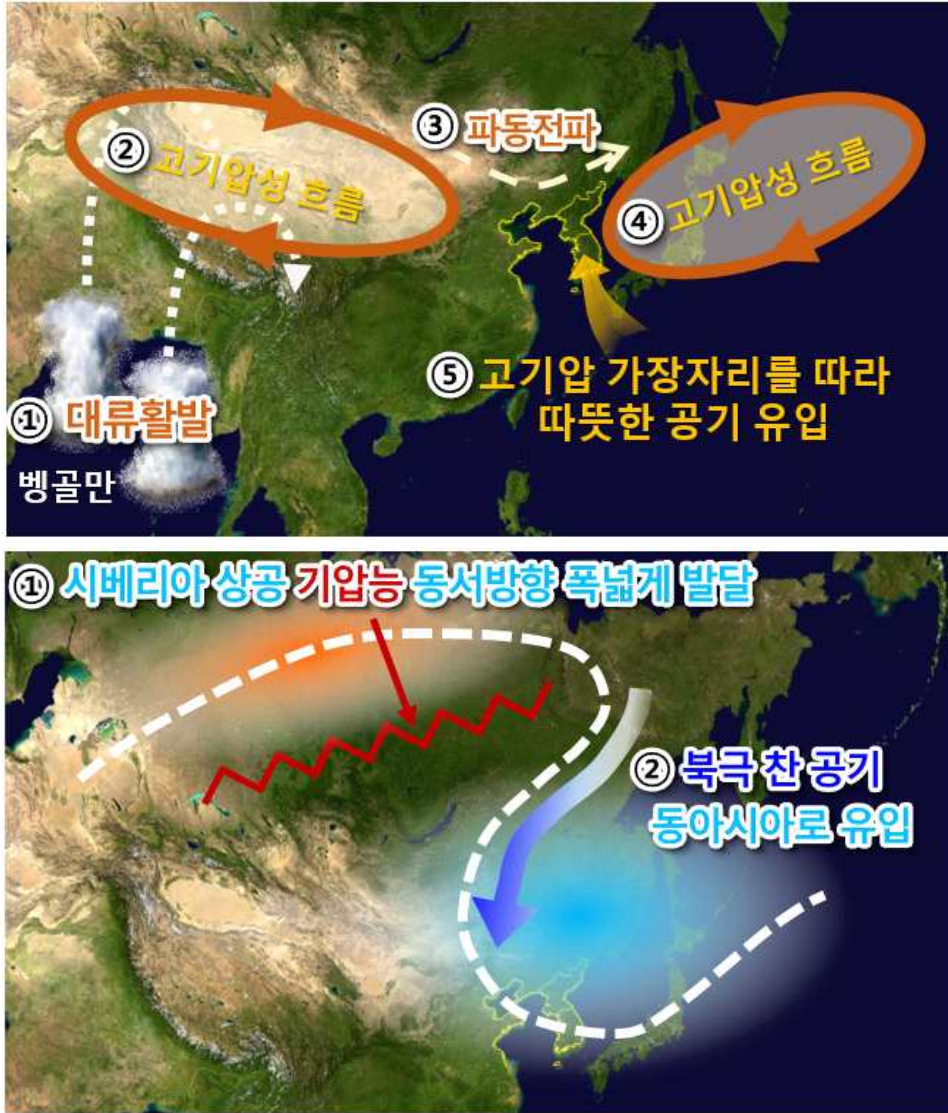 ② 고기압성 흐름
③ 파동전파
④ 고기압성 흐름
① 대류활발
벵골만
⑤ 고기압 가장자리를 따라
따뜻한 공기 유입
① 시베리아 상공 기압능 동서방향 폭넓게 발달
② 북극 찬 공기
동아시아로 유입